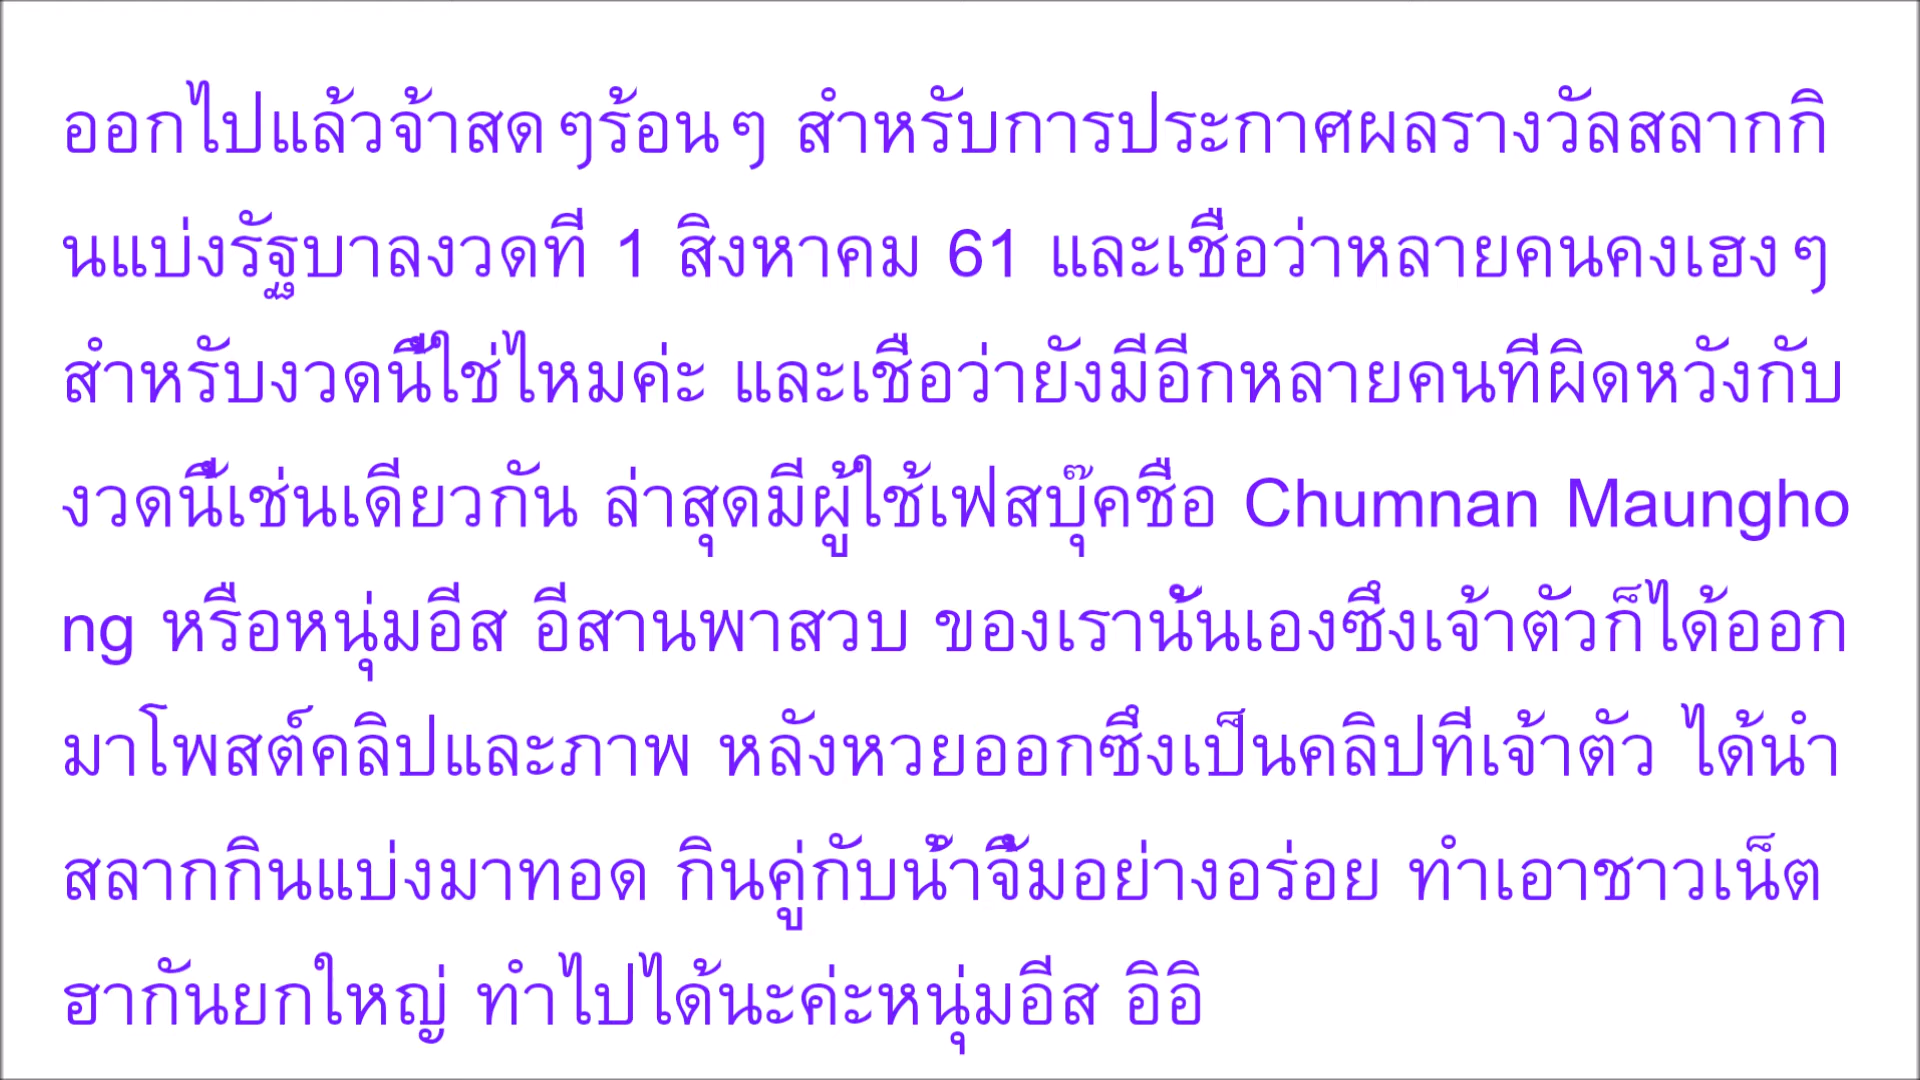 ออกไปแล้วจ้าสดๆร้อนๆ สำหรับการประกาศผลรางวัลสลากกิ
นแบ่งรัฐบาลงวดที่ 1 สิงหาคม 61 และเชื่อว่าหลายคนคงเฮงๆ
สำหรับงวดนี้ใช่ไหมค่ะ และเชื่อว่ายังมีอีกหลายคนที่ผิดหวังกับ
งวดนี้เช่นเดียวกัน ล่าสุดมีผู้ใช้เฟสบุ๊คชื่อ Chumnan Maungho
ng หรือหนุ่มอีส อีสานพาสวบ ของเรานั้นเองซึ่งเจ้าตัวก็ได้ออก
มาโพสต์คลิปและภาพ หลังหวยออกซึ่งเป็นคลิปที่เจ้าตัว ได้นำ
สลากกินแบ่งมาทอด กินคู่กับน้ำจิ้มอย่างอร่อย ทำเอาชาวเน็ต
ฮากันยกใหญ่ ทำไปได้นะค่ะหนุ่มอีส อิอิ